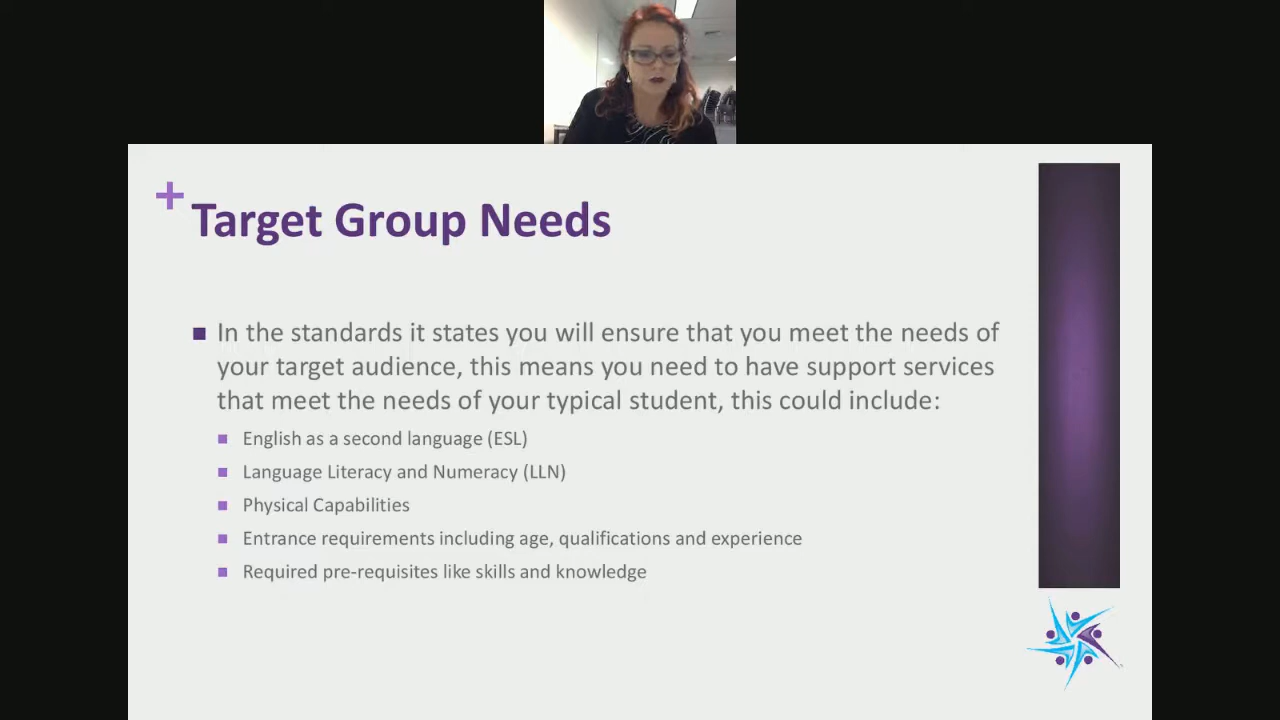 +
Target Group Needs
In the standards it states you will ensure that you meet the needs of
your target audience, this means you need to have support services
that meet the needs of your typical student, this could include:
English as a second language (ESL)
Language Literacy and Numeracy (LLN)
Physical Capabilities
Entrance requirements including age, qualifications and experience
Required pre-requisites like skills and knowledge